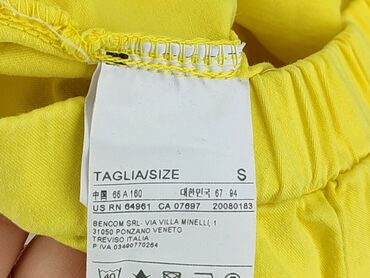 TAGLIA/SIZE S
中国 66 A 160 대한민국 67 - 94
US RN 64961 CA 07697 20080183
BENCOM SRL VIA VILLA MINELLI, 1
31050 PONZANO VENETO
TREVISO ITALIA
P IVA 03490770264
40